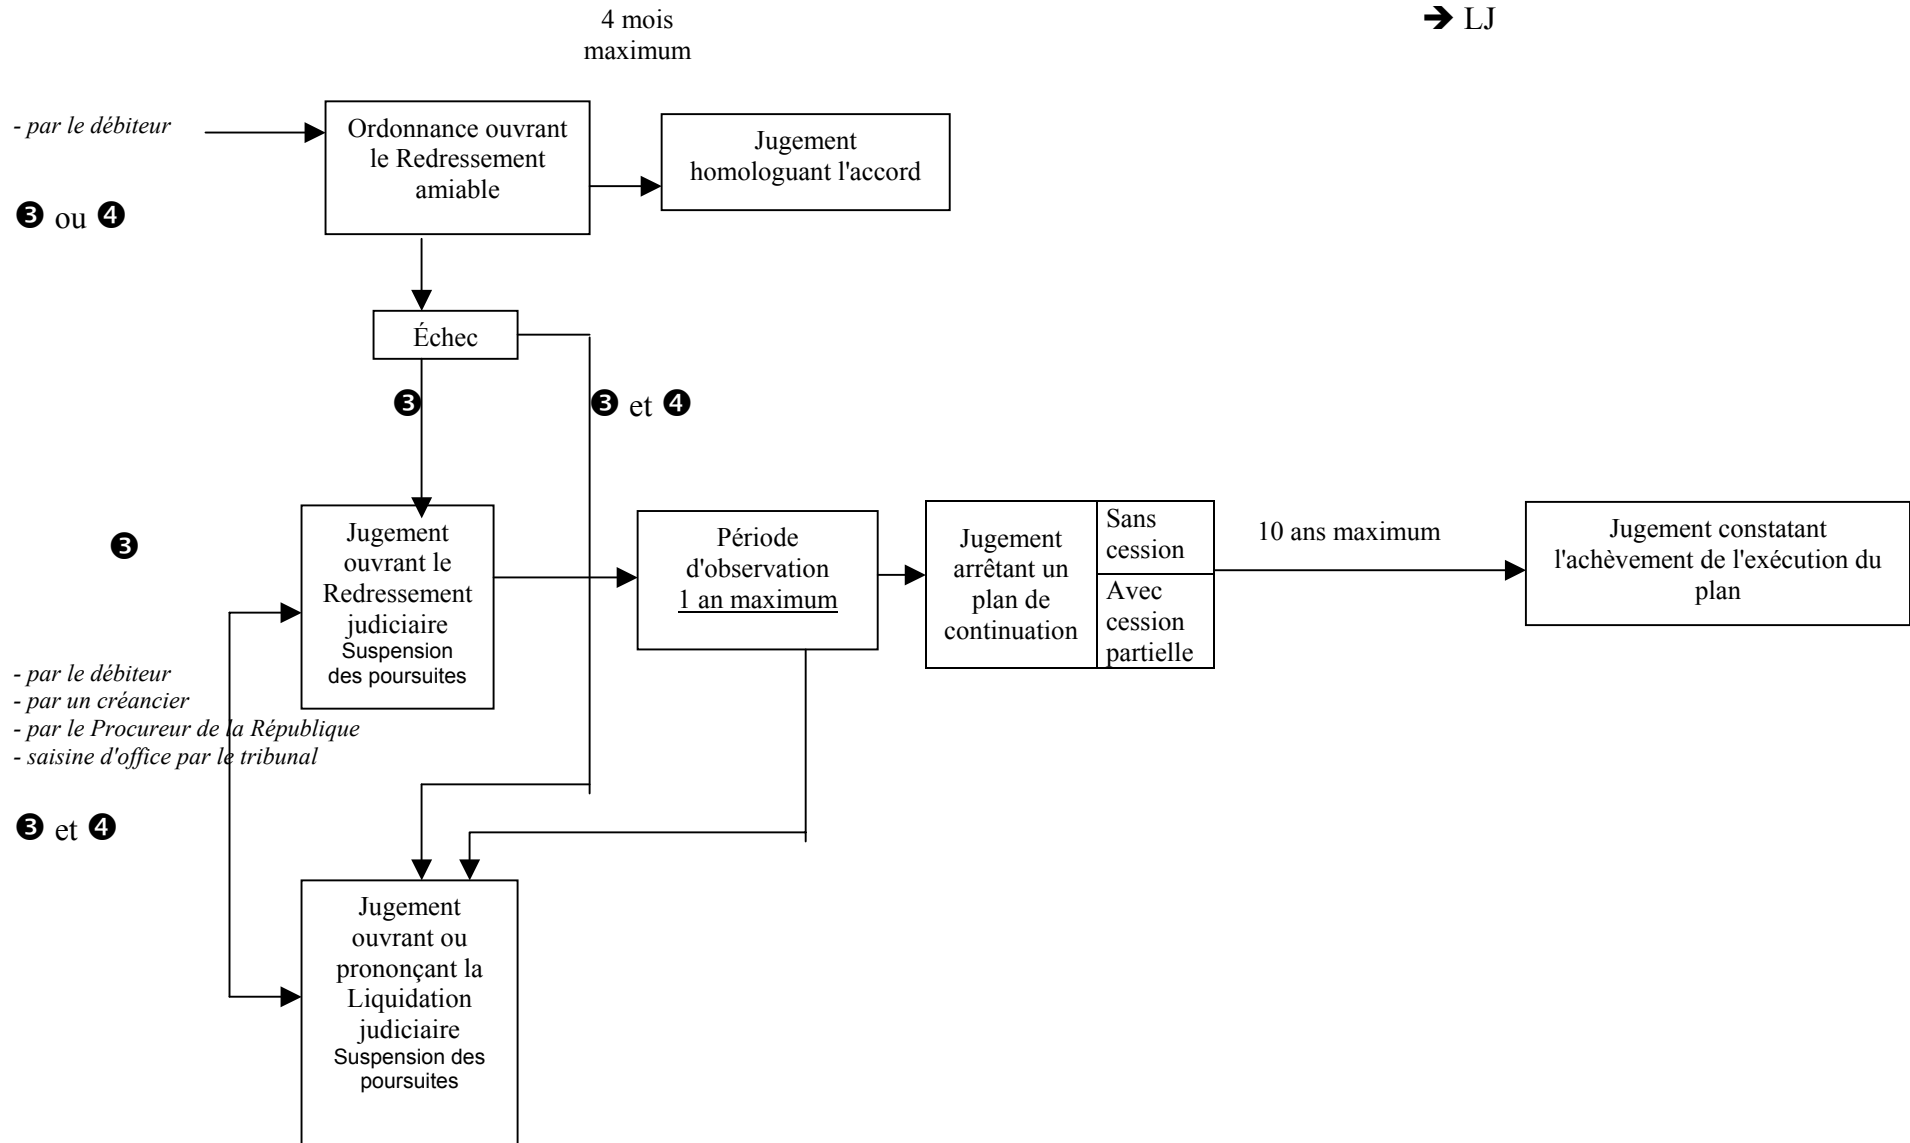 4 mois
maximum
➔ LJ
- par le débiteur
❸ ou ❹
Ordonnance ouvrant
le Redressement
amiable
Jugement
homologuant l'accord
Échec
❸
❸ et ❹
❸
- par le débiteur
- par un créancier
- par le Procureur de la République
- saisine d'office par le tribunal
❸ et ❹
Jugement
ouvrant le
Redressement
judiciaire
Suspension
des poursuites
Période
d'observation
1 an maximum
Jugement
arrêtant un
plan de
continuation
Sans
cession
Avec
cession
partielle
10 ans maximum
Jugement constatant
l'achèvement de l'exécution du
plan
Jugement
ouvrant ou
prononçant la
Liquidation
judiciaire
Suspension des
poursuites